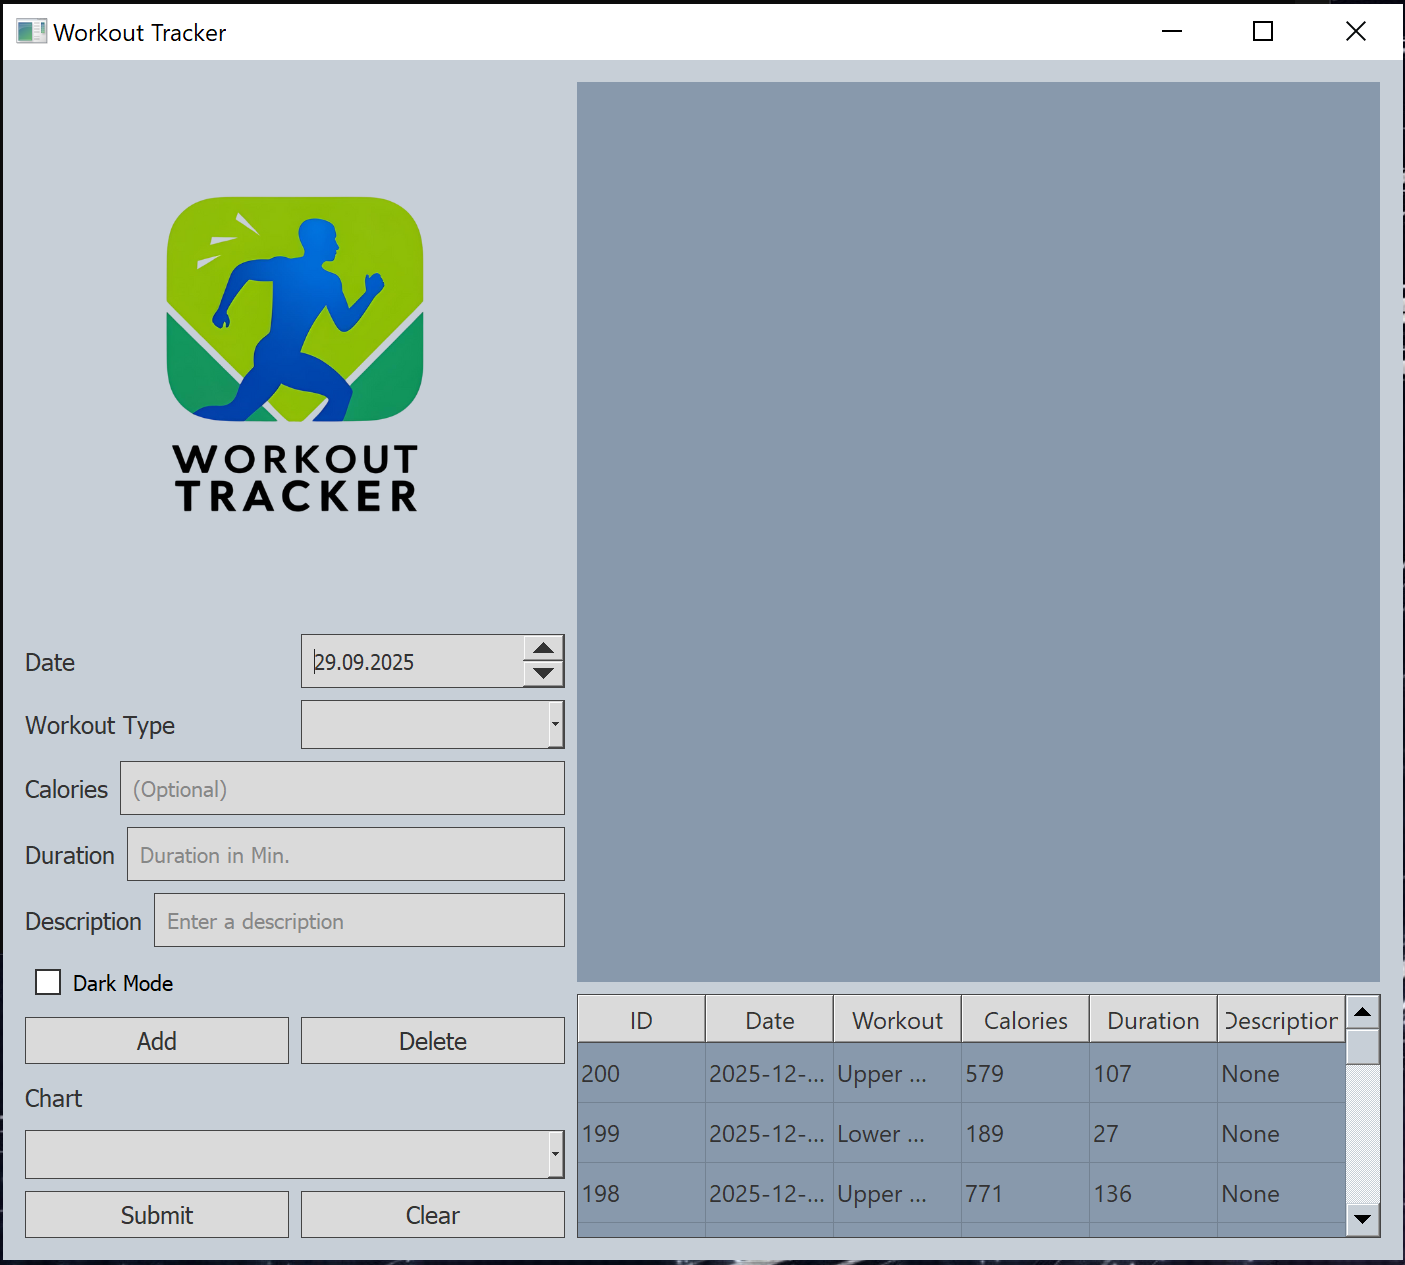 Workout Tracker
WORKOUT
TRACKER
Date
29.09.2025
Workout Type
Calories
(Optional)
Duration
Duration in Min.
Description
Enter a description
Dark Mode
Add Delete
Chart
Submit Clear
ID Date Workout Calories Duration Description
200 2025-12-... Upper ... 579 107 None
199 2025-12-... Lower ... 189 27 None
198 2025-12-... Upper ... 771 136 None